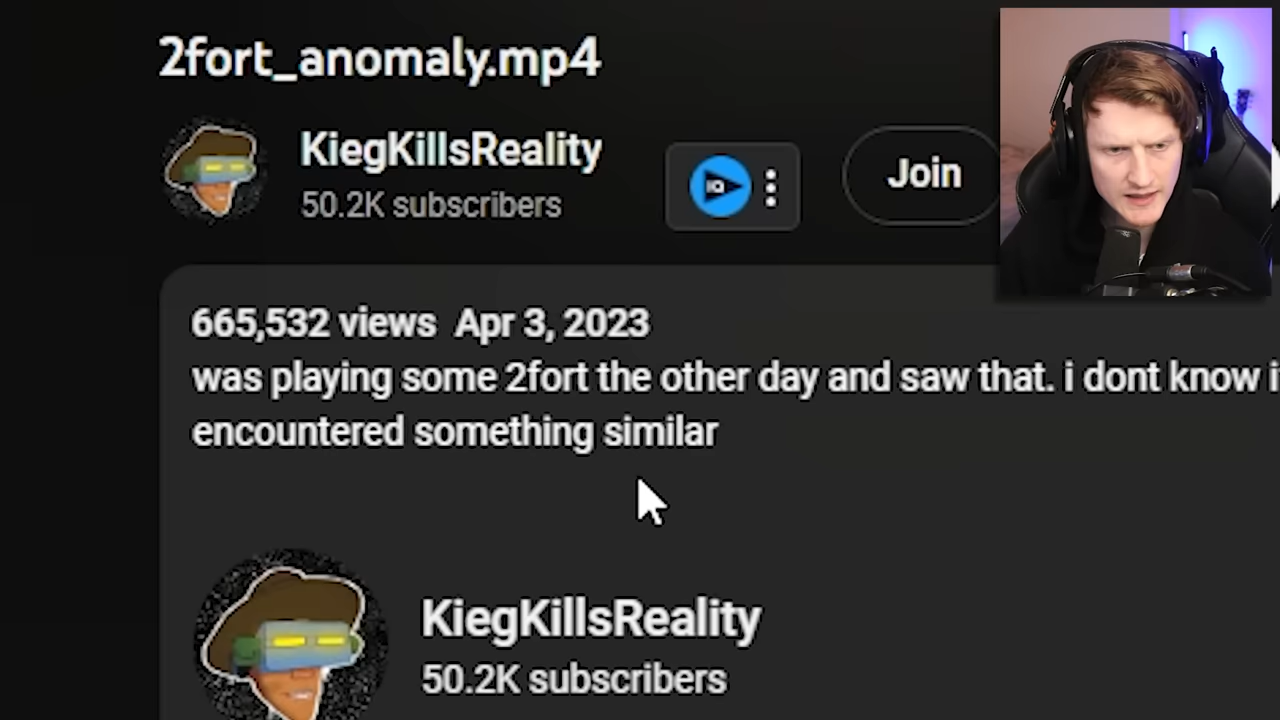 2fort_anomaly.mp4
KiegKillsReality
50.2K subscribers
IQ
Join
665,532 views Apr 3, 2023
was playing some 2fort the other day and saw that. i dont know
encountered something similar
KiegKillsReality
50.2K subscribers